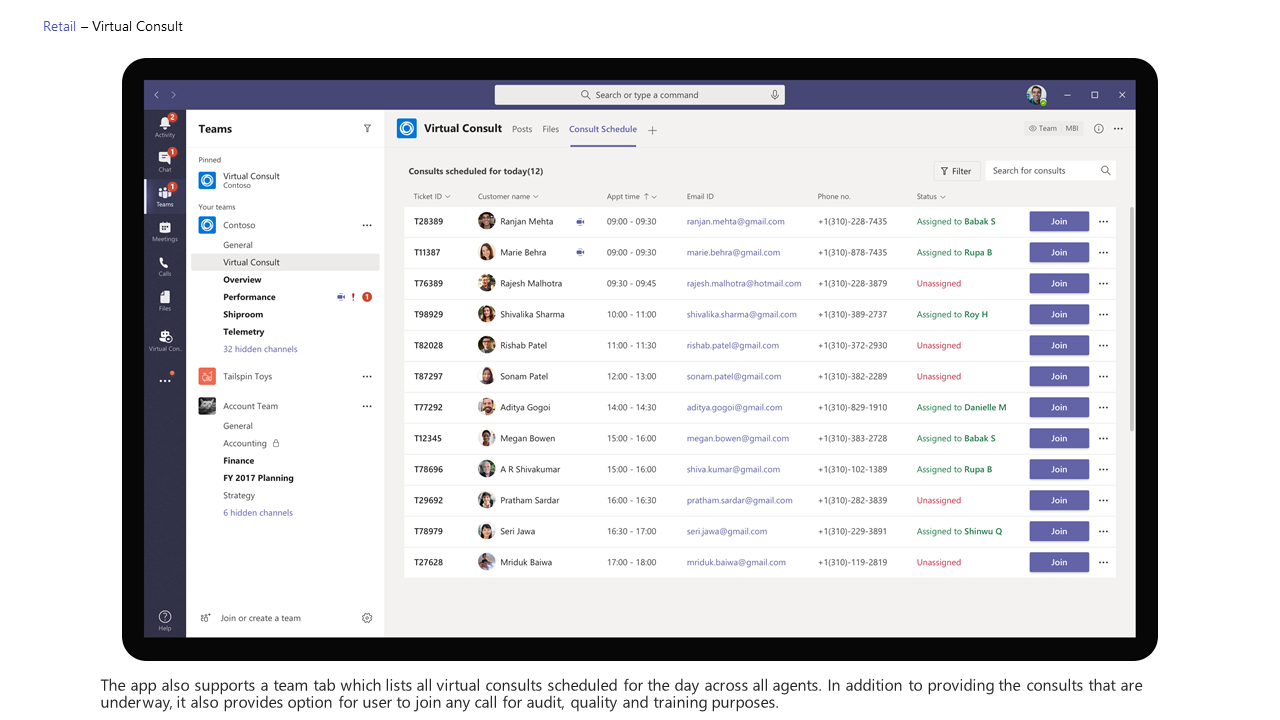 Retail – Virtual Consult
Search or type a command
Activity
2
Chat
1
Teams
1
Meetings
Calls
Files
Virtual Con..
Help
Teams
Pinned
Virtual Consult
Contoso
Your teams
Contoso
General
Virtual Consult
Overview
Performance ! 1
Shiproom
Telemetry
32 hidden channels
Tailspin Toys
Account Team
General
Accounting
Finance
FY 2017 Planning
Strategy
6 hidden channels
Join or create a team
Virtual Consult Posts Files Consult Schedule Team MBI
Consults scheduled for today(12) Filter Search for consults
Ticket ID Customer name Appt time Email ID Phone no. Status
T28389 Ranjan Mehta 09:00 - 09:30 ranjan.mehta@gmail.com +1(310)-228-7435 Assigned to Babak S Join
T11387 Marie Behra 09:00 - 09:30 marie.behra@gmail.com +1(310)-878-7435 Assigned to Rupa B Join
T76389 Rajesh Malhotra 09:30 - 09:45 rajesh.malhotra@hotmail.com +1(310)-228-3879 Unassigned Join
T98929 Shivalika Sharma 10:00 - 11:00 shivalika.sharma@gmail.com +1(310)-389-2737 Assigned to Roy H Join
T82028 Rishab Patel 11:00 - 11:30 rishab.patel@gmail.com +1(310)-372-2930 Unassigned Join
T87297 Sonam Patel 12:00 - 13:00 sonam.patel@gmail.com +1(310)-382-2289 Unassigned Join
T77292 Aditya Gogoi 14:00 - 14:30 aditya.gogoi@gmail.com +1(310)-829-1910 Assigned to Danielle M Join
T12345 Megan Bowen 15:00 - 16:00 megan.bowen@gmail.com +1(310)-383-2728 Assigned to Babak S Join
T78696 A R Shivakumar 15:00 - 16:00 shiva.kumar@gmail.com +1(310)-102-1389 Assigned to Rupa B Join
T29692 Pratham Sardar 16:00 - 16:30 pratham.sardar@gmail.com +1(310)-282-3839 Unassigned Join
T78979 Seri Jawa 16:30 - 17:00 seri.jawa@gmail.com +1(310)-229-3891 Assigned to Shinwu Q Join
T27628 Mriduk Baiwa 17:00 - 18:00 mriduk.baiwa@gmail.com +1(310)-119-2819 Unassigned Join
The app also supports a team tab which lists all virtual consults scheduled for the day across all agents. In addition to providing the consults that are
underway, it also provides option for user to join any call for audit, quality and training purposes.